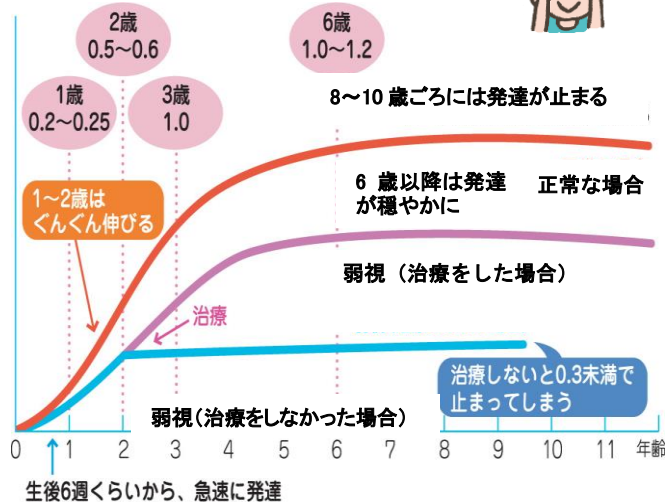 2歳
0.5〜0.6
6歳
1.0〜1.2
1歳
0.2〜0.25
3歳
1.0
8〜10歳ごろには発達が止まる
1〜2歳は
ぐんぐん伸びる
6 歳以降は発達
が穏やかに
正常な場合
弱視（治療をした場合）
治療
治療しないと0.3未満で
止まってしまう
弱視（治療をしなかった場合）
0 1 2 3 4 5 6 7 8 9 10 11 年齢
生後6週くらいから、急速に発達